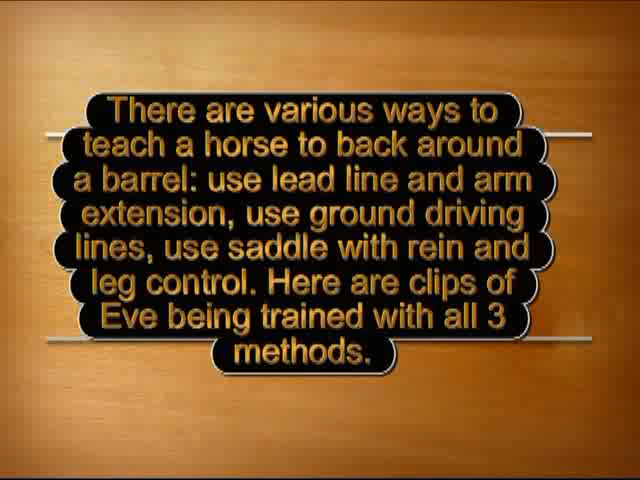 There are various ways to
teach a horse to back around
a barrel: use lead line and arm
extension, use ground driving
lines, use saddle with rein and
leg control. Here are clips of
Eve being trained with all 3
methods.